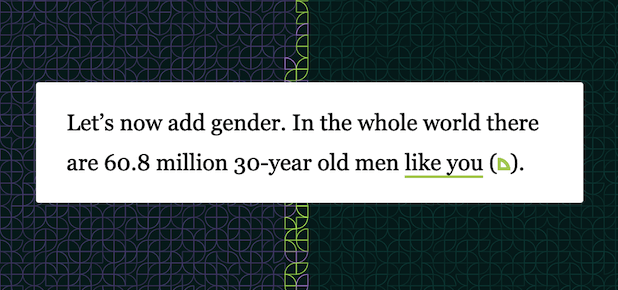 Let’s now add gender. In the whole world there
are 60.8 million 30-year old men like you ().